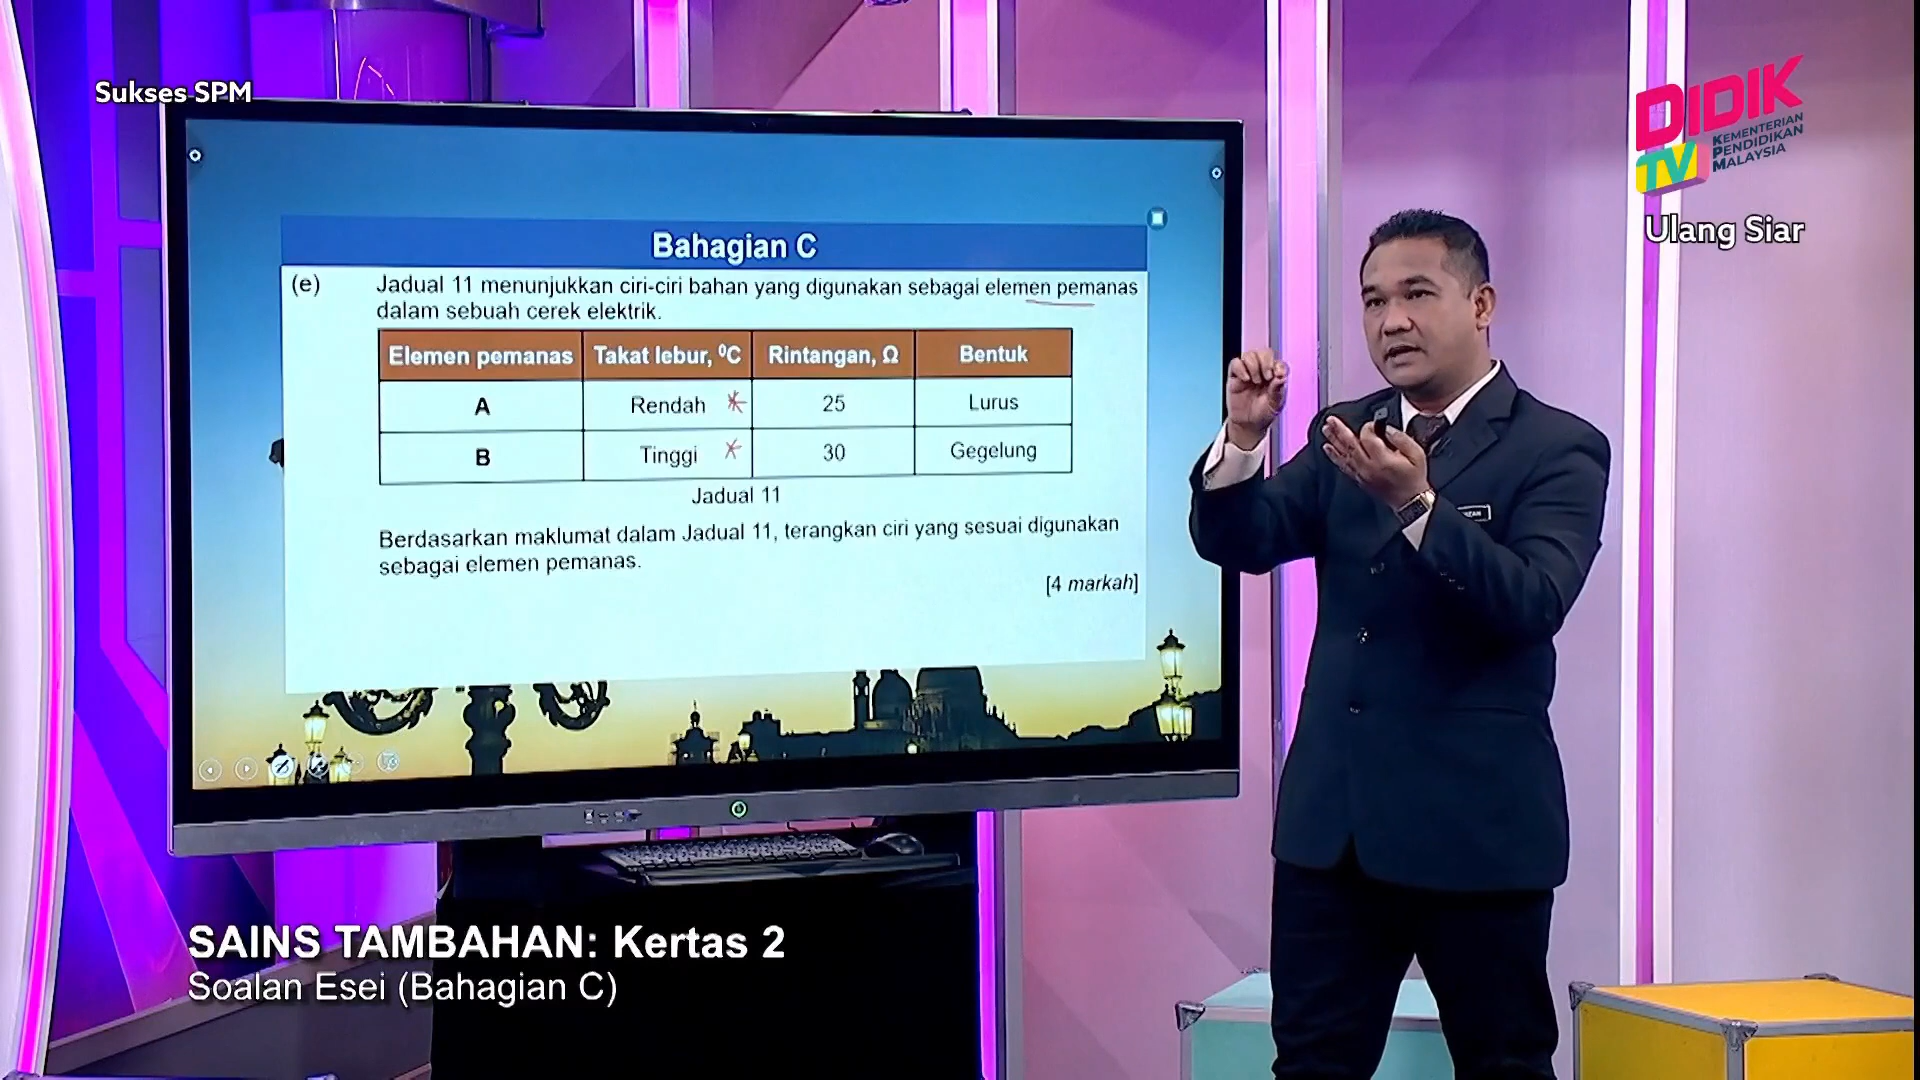 Sukses SPM
DIDIK
TV
KEMENTERIAN
PENDIDIKAN
MALAYSIA
Ulang Siar
Bahagian C
(e) Jadual 11 menunjukkan ciri-ciri bahan yang digunakan sebagai elemen pemanas
dalam sebuah cerek elektrik.
Elemen pemanas Takat lebur, ⁰C Rintangan, Ω Bentuk
A Rendah 25 Lurus
B Tinggi 30 Gegelung
Jadual 11
Berdasarkan maklumat dalam Jadual 11, terangkan ciri yang sesuai digunakan
sebagai elemen pemanas.
[4 markah]
SAINS TAMBAHAN: Kertas 2
Soalan Esei (Bahagian C)